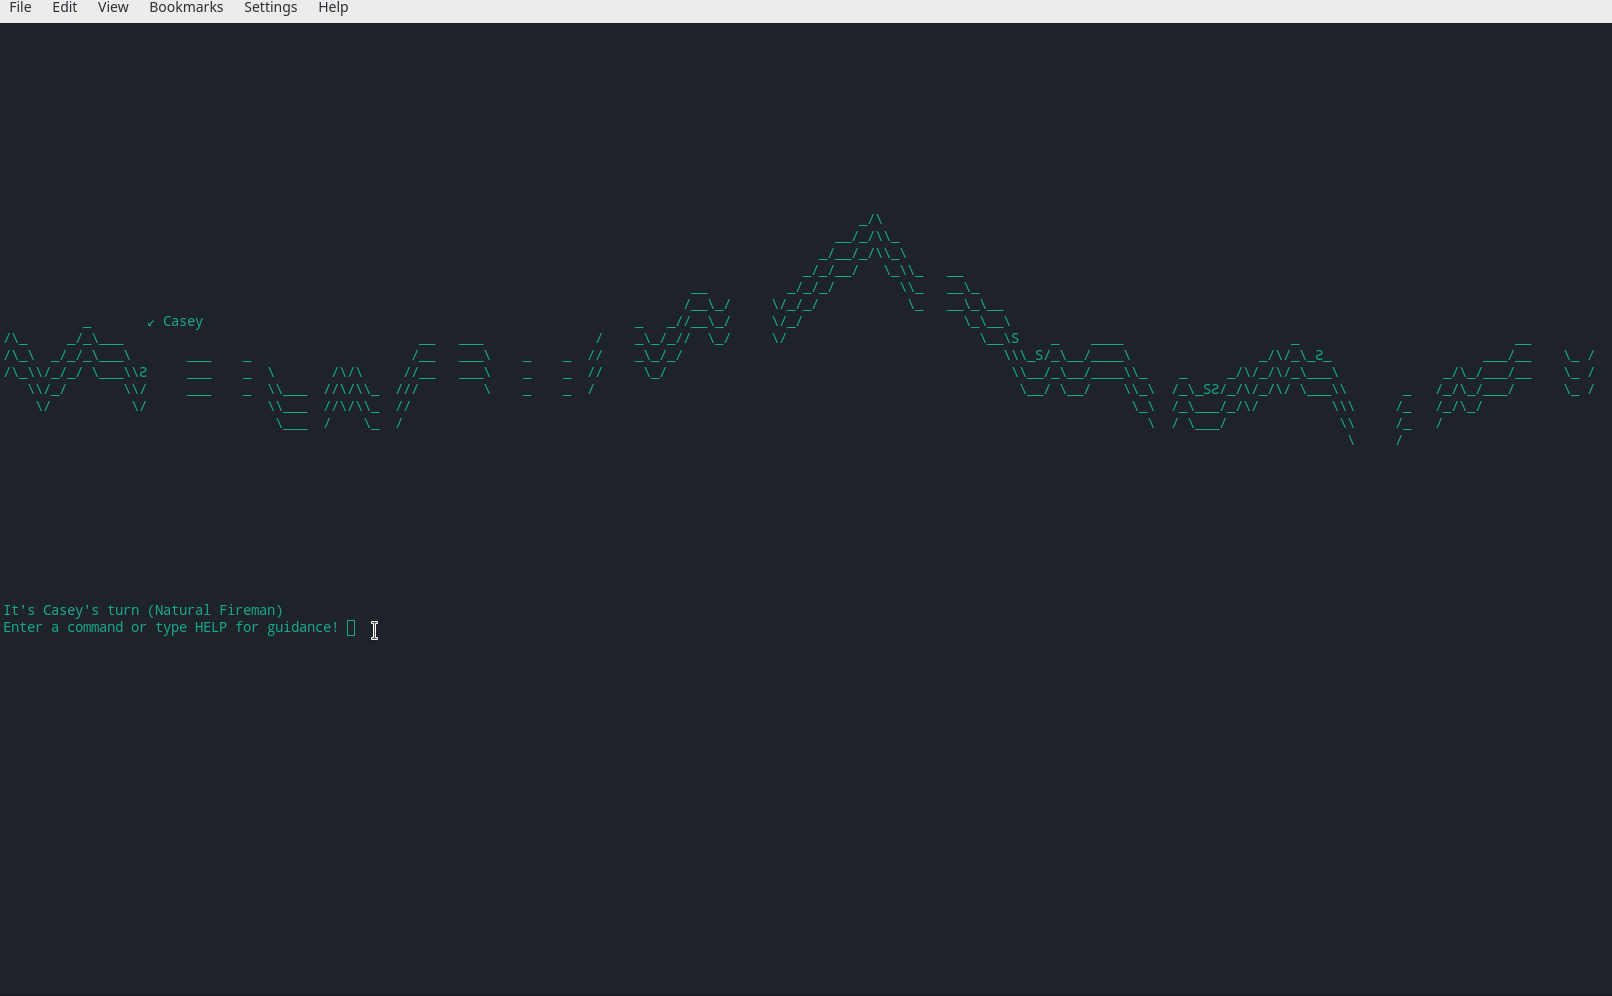 File Edit View Bookmarks Settings Help
↙ Casey
It's Casey's turn (Natural Fireman)
Enter a command or type HELP for guidance!